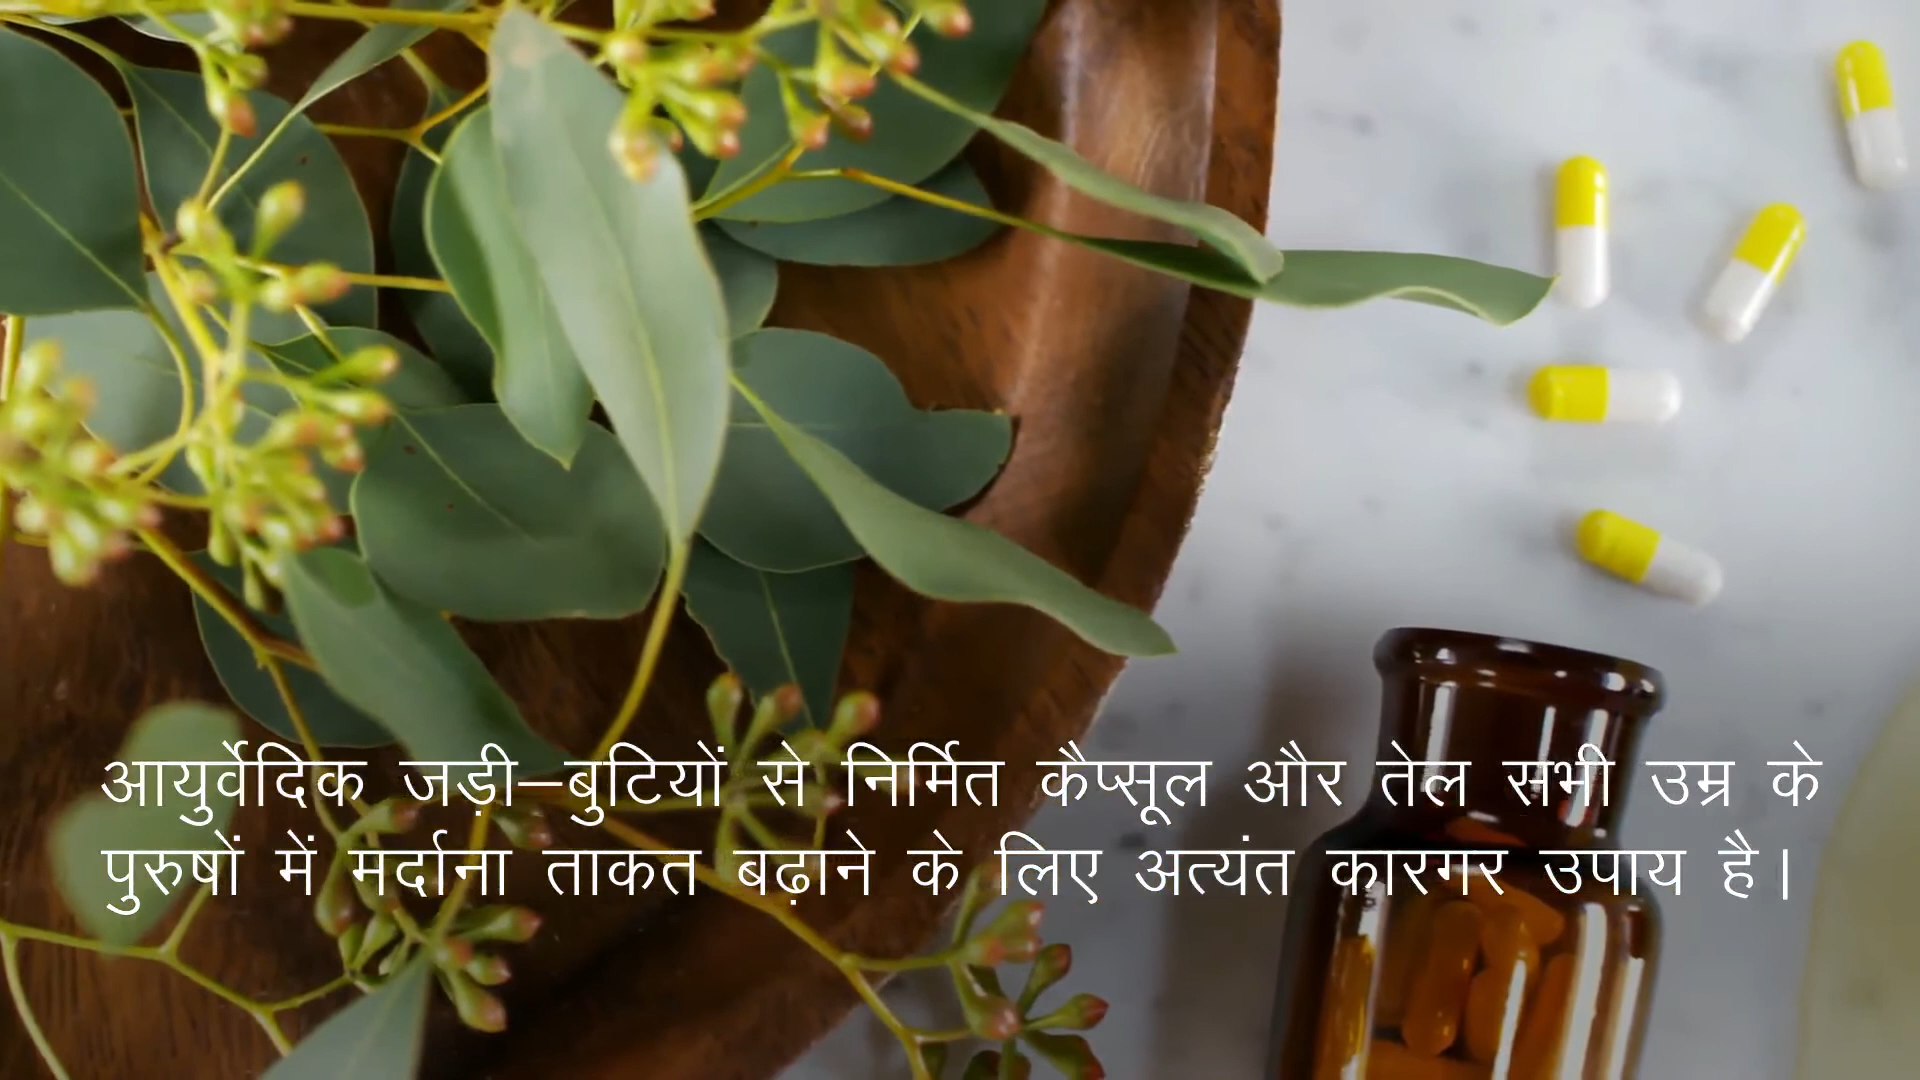 आयुर्वेदिक जड़ी–बुटियों से निर्मित कैप्सूल और तेल सभी उम्र के
पुरुषों में मर्दाना ताकत बढ़ाने के लिए अत्यंत कारगर उपाय है।